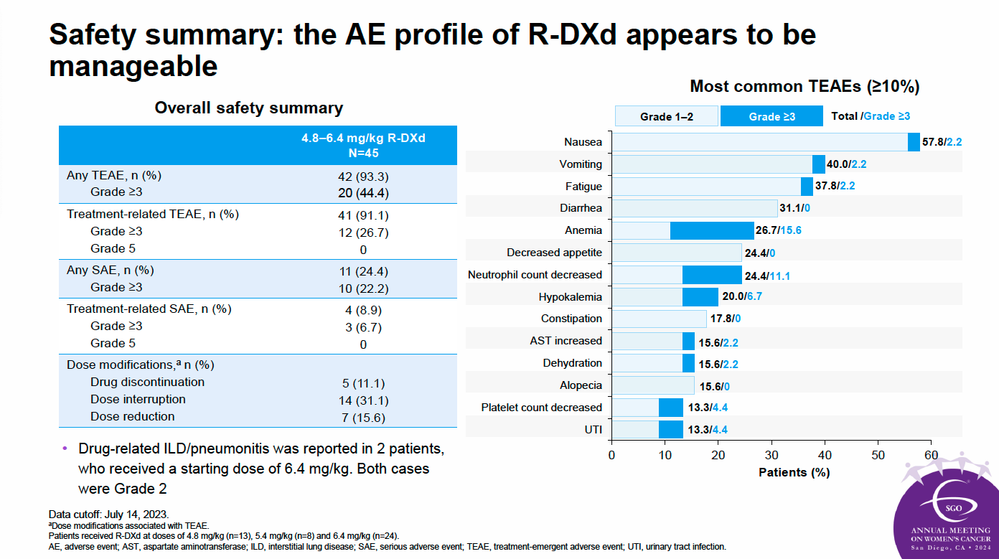 Safety summary: the AE profile of R-DXd appears to be
manageable
Overall safety summary
4.8–6.4 mg/kg R-DXd
N=45
Any TEAE, n (%) 42 (93.3)
Grade ≥3 20 (44.4)
Treatment-related TEAE, n (%) 41 (91.1)
Grade ≥3 12 (26.7)
Grade 5 0
Any SAE, n (%) 11 (24.4)
Grade ≥3 10 (22.2)
Treatment-related SAE, n (%) 4 (8.9)
Grade ≥3 3 (6.7)
Grade 5 0
Dose modifications,ª n (%)
Drug discontinuation 5 (11.1)
Dose interruption 14 (31.1)
Dose reduction 7 (15.6)
• Drug-related ILD/pneumonitis was reported in 2 patients,
who received a starting dose of 6.4 mg/kg. Both cases
were Grade 2
Most common TEAEs (≥10%)
Grade 1–2 Grade ≥3 Total /Grade ≥3
Nausea 57.8/2.2
Vomiting 40.0/2.2
Fatigue 37.8/2.2
Diarrhea 31.1/0
Anemia 26.7/15.6
Decreased appetite 24.4/0
Neutrophil count decreased 24.4/11.1
Hypokalemia 20.0/6.7
Constipation 17.8/0
AST increased 15.6/2.2
Dehydration 15.6/2.2
Alopecia 15.6/0
Platelet count decreased 13.3/4.4
UTI 13.3/4.4
0 10 20 30 40 50 60
Patients (%)
Data cutoff: July 14, 2023.
ªDose modifications associated with TEAE.
Patients received R-DXd at doses of 4.8 mg/kg (n=13), 5.4 mg/kg (n=8) and 6.4 mg/kg (n=24).
AE, adverse event; AST, aspartate aminotransferase; ILD, interstitial lung disease; SAE, serious adverse event; TEAE, treatment-emergent adverse event; UTI, urinary tract infection.
SGO
®
ANNUAL MEETING
ON WOMEN'S CANCER
San Diego, CA • 2024